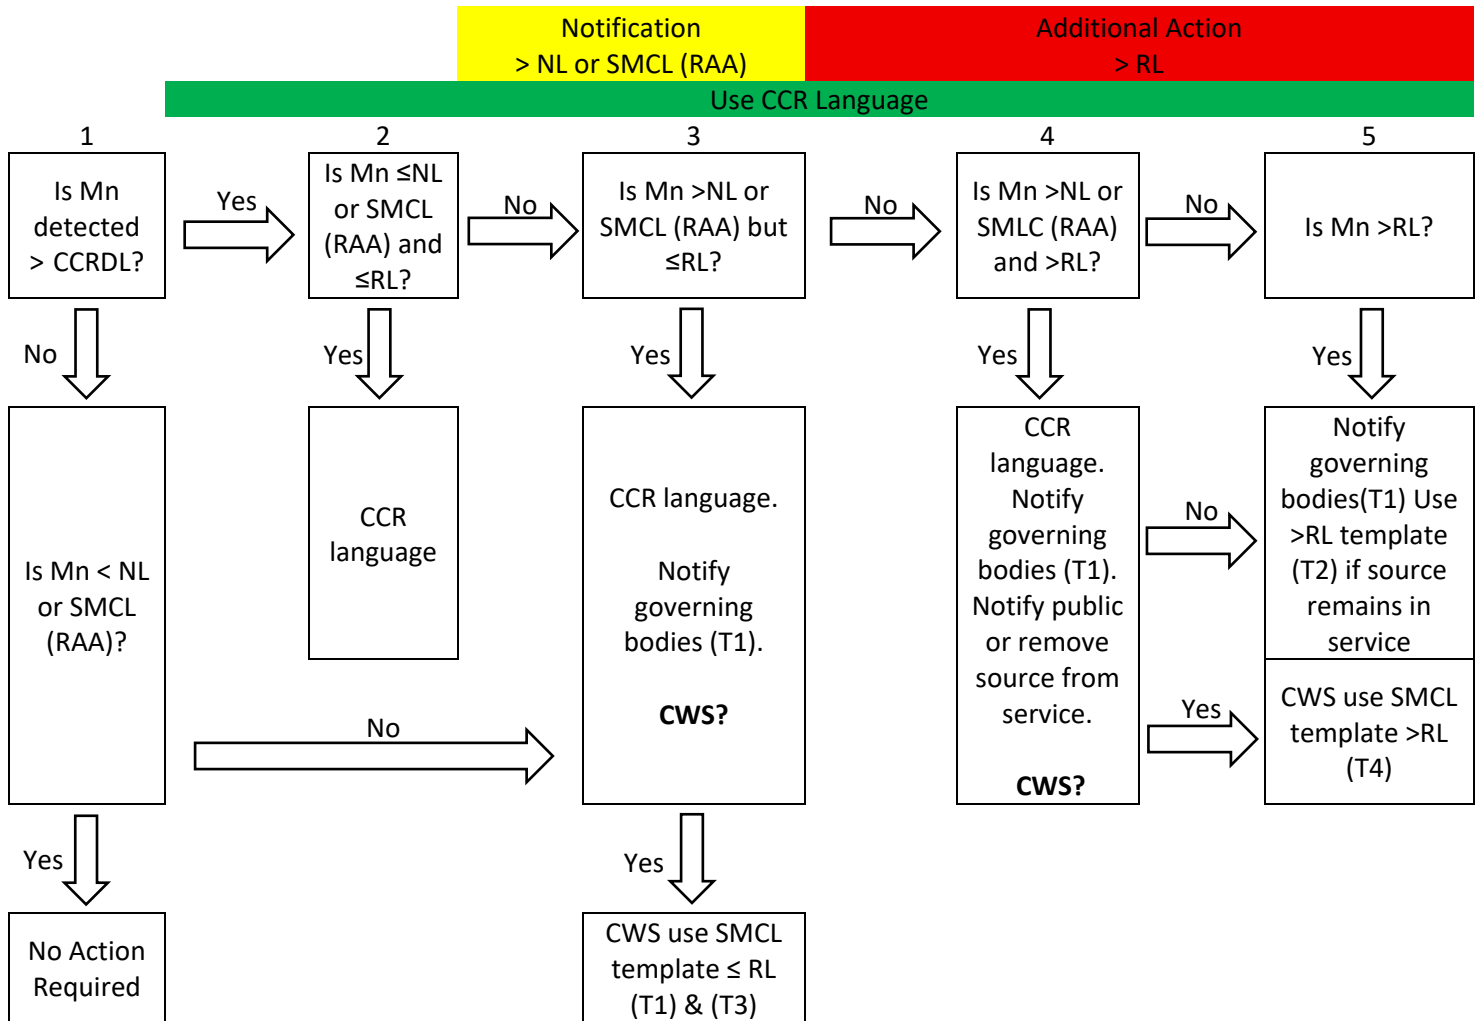 Notification
> NL or SMCL (RAA)
Additional Action
> RL
Use CCR Language
1
2
3
4
5
Is Mn
detected
> CCRDL?
Yes
Is Mn ≤NL
or SMCL
(RAA) and
≤RL?
No
Is Mn >NL or
SMCL (RAA) but
≤RL?
No
Is Mn >NL or
SMLC (RAA)
and >RL?
No
Is Mn >RL?
No
Yes
Yes
Yes
Yes
Is Mn < NL
or SMCL
(RAA)?
CCR
language
CCR language.
Notify
governing
bodies (T1).
CWS?
CCR
language.
Notify
governing
bodies (T1).
Notify public
or remove
source from
service.
CWS?
No
Notify
governing
bodies(T1) Use
>RL template
(T2) if source
remains in
service
No
Yes
CWS use SMCL
template >RL
(T4)
Yes
Yes
No Action
Required
CWS use SMCL
template ≤ RL
(T1) & (T3)